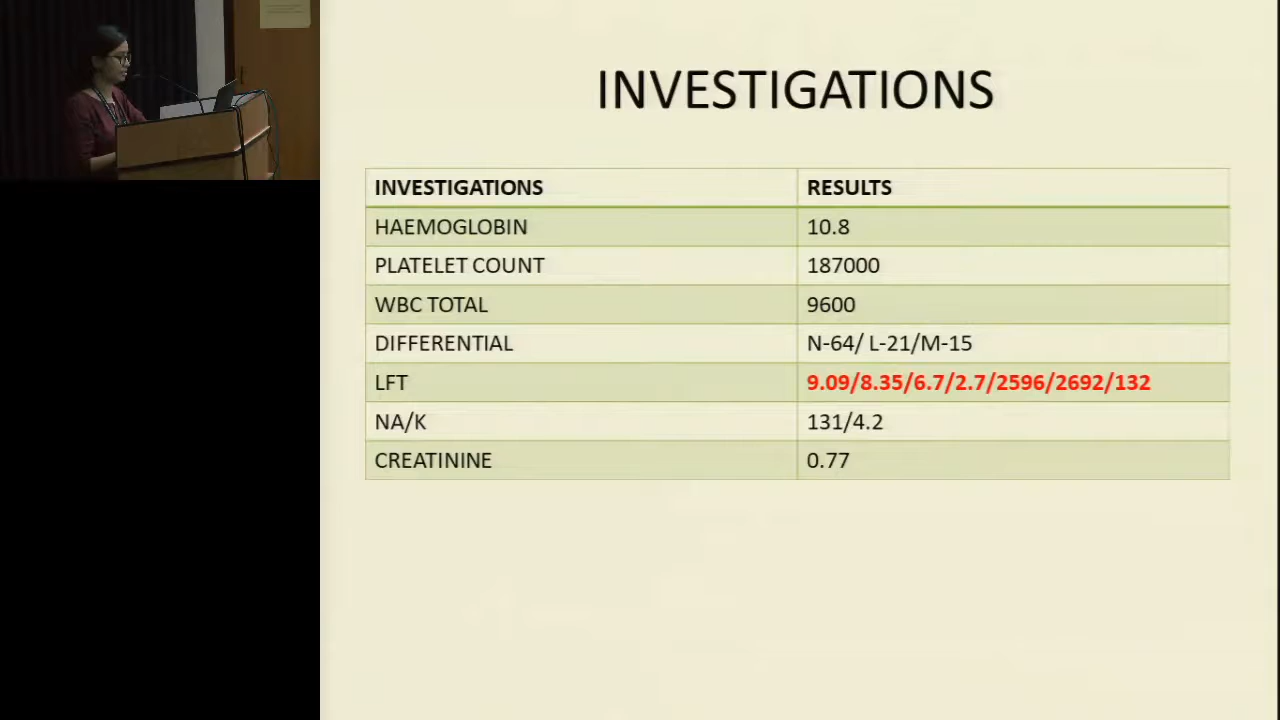 INVESTIGATIONS
INVESTIGATIONS RESULTS
HAEMOGLOBIN 10.8
PLATELET COUNT 187000
WBC TOTAL 9600
DIFFERENTIAL N-64/ L-21/M-15
LFT 9.09/8.35/6.7/2.7/2596/2692/132
NA/K 131/4.2
CREATININE 0.77